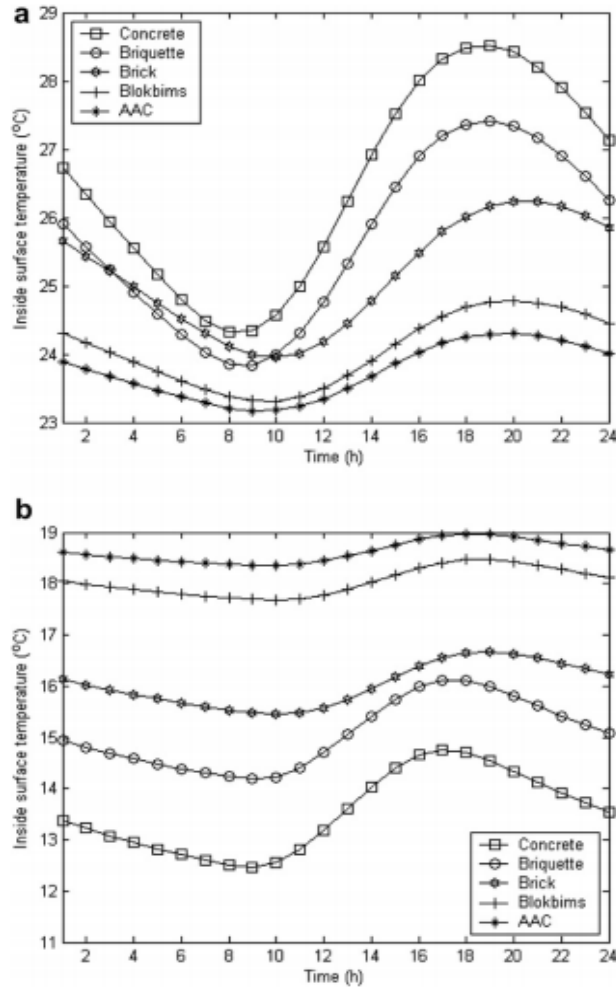 a
29
28
27
26
25
24
23
Inside surface temperature (°C)
Concrete
Briquette
Brick
Blokbims
AAC
2 4 6 8 10 12 14 16 18 20 22 24
Time (h)
b
19
18
17
16
15
14
13
12
11
Inside surface temperature (°C)
Concrete
Briquette
Brick
Blokbims
AAC
2 4 6 8 10 12 14 16 18 20 22 24
Time (h)